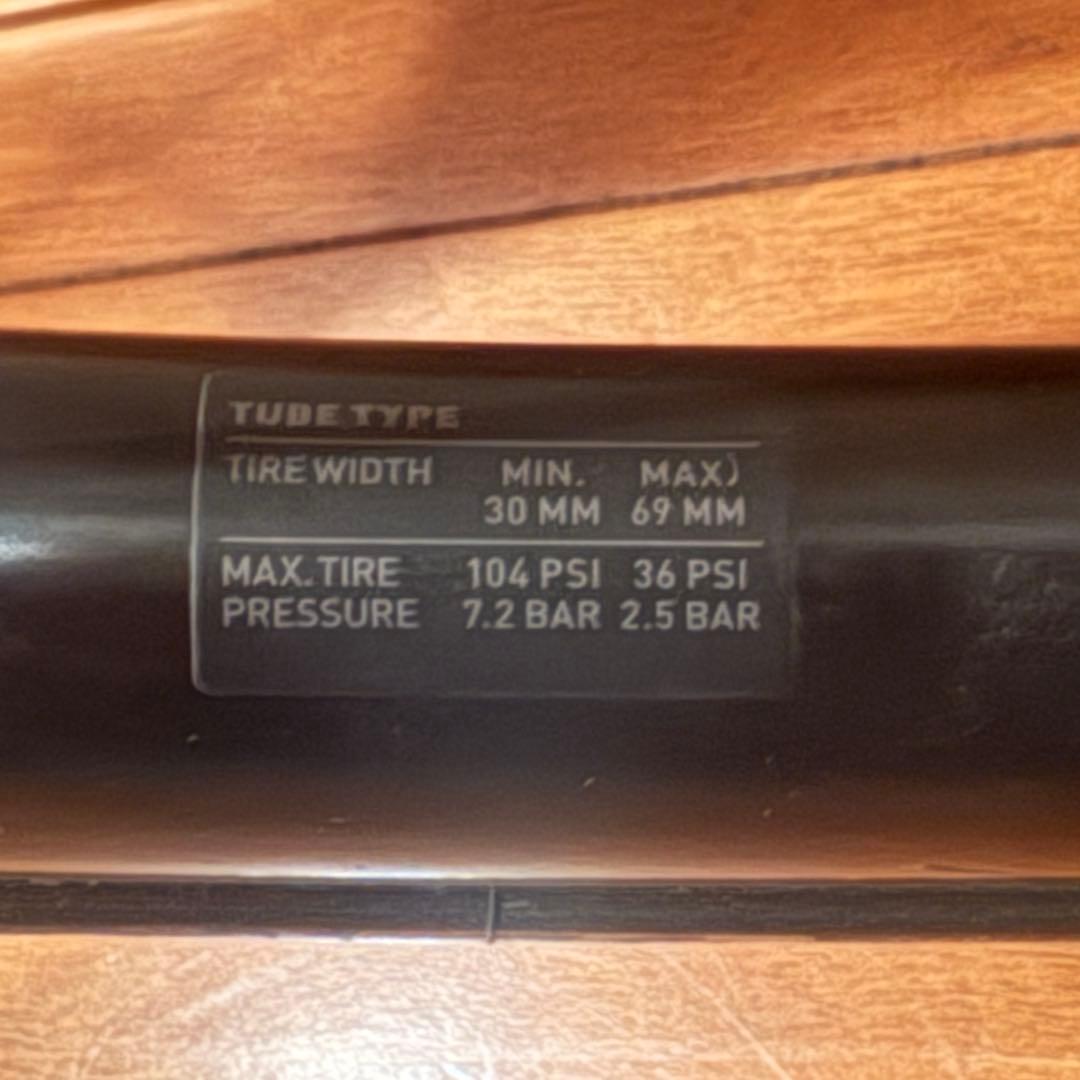 TUBE TYPE
TIRE WIDTH MIN. MAX.
30 MM 69 MM
MAX. TIRE 104 PSI 36 PSI
PRESSURE 7.2 BAR 2.5 BAR